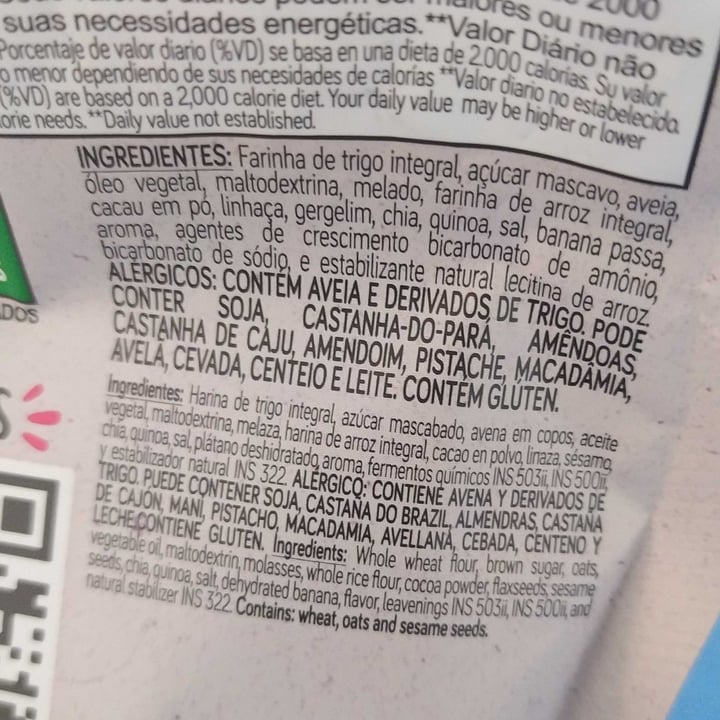 ores ou menores
2000
suas necessidades energéticas.**Valor Diário não
Porcentaje de valor diario (%VD) se basa en una dieta de 2.000 calorias. Su valor
o menor dependiendo de sus necesidades de calorías **Valor diario no establecido.
(%VD) are based on a 2,000 calorie diet. Your daily value may be higher or lower
orie needs. **Daily value not established.
INGREDIENTES: Farinha de trigo integral, açúcar mascavo, aveia,
óleo vegetal, maltodextrina, melado, farinha de arroz integral,
cacau em pó, linhaça, gergelim, chia, quinoa, sal, banana passa,
aroma, agentes de crescimento bicarbonato de amônio,
bicarbonato de sódio, e estabilizante natural lecitina de arroz.
ALÉRGICOS: CONTÉM AVEIA E DERIVADOS DE TRIGO. PODE
CONTER SOJA, CASTANHA-DO-PARÁ, AMÊNDOAS,
CASTANHA DE CAJU, AMENDOIM, PISTACHE, MACADÂMIA,
AVELÃ, CEVADA, CENTEIO E LEITE. CONTÉM GLÚTEN.
Ingredientes: Harina de trigo integral, azúcar mascabado, avena em copos, aceite
vegetal, maltodextrina, melaza, harina de arroz integral, cacao en polvo, linaza, sésamo,
chia, quinoa, sal, plátano deshidratado, aroma, fermentos químicos INS 503ii, INS 500ii,
y estabilizador natural INS 322. ALÉRGICO: CONTIENE AVENA Y DERIVADOS DE
TRIGO. PUEDE CONTENER SOJA, CASTAÑA DO BRAZIL, ALMENDRAS, CASTAÑA
DE CAJÓN, MANÍ, PISTACHO, MACADAMIA, AVELLANA, CEBADA, CENTENO Y
LECHE.CONTIENE GLUTEN. Ingredients: Whole wheat flour, brown sugar, oats,
vegetable oil, maltodextrin, molasses, whole rice flour, cocoa powder, flaxseeds, sesame
seeds, chia, quinoa, salt, dehydrated banana, flavor, leavenings INS 503ii, INS 500ii, and
natural stabilizer INS 322. Contains: wheat, oats and sesame seeds.
DOS
S